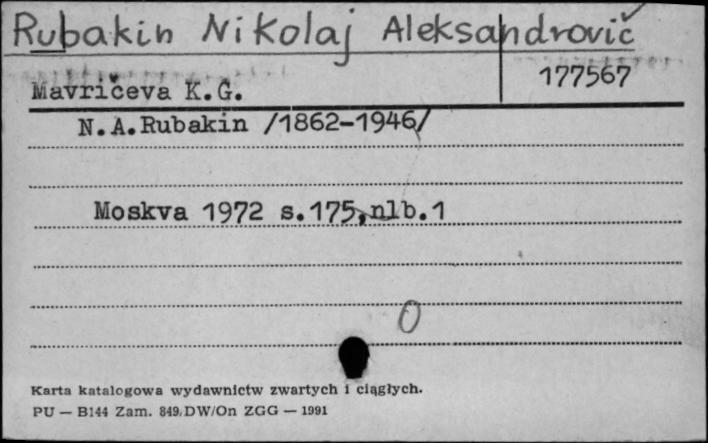 Rubakin Nikolaj Aleksandrovič
177567
Mavričeva K.G.
N.A.Rubakin /1862-1946/
Moskva 1972 s.175,nlb.1
0
Karta katalogowa wydawnictw zwartych i ciągłych.
PU — B144 Zam. 849/DW/On ZGG — 1991